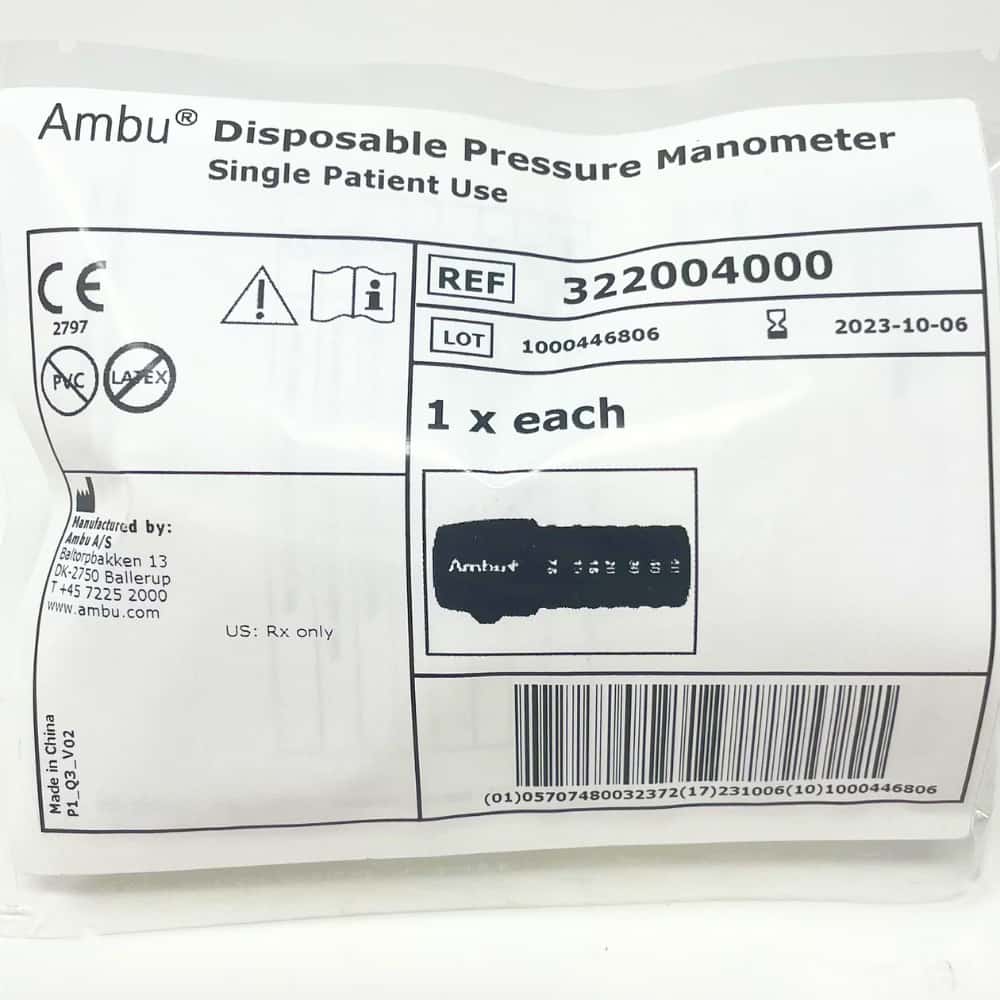 Ambu® Disposable Pressure Manometer
Single Patient Use
CE
2797
PVC
LATEX
REF 322004000
LOT 1000446806 2023-10-06
1 x each
Ambu
Manufactured by:
Ambu A/S
Baltorpbakken 13
DK-2750 Ballerup
T +45 7225 2000
www.ambu.com
US: Rx only
Made in China
P1_Q3_V02
(01)05707480032372(17)231006(10)1000446806